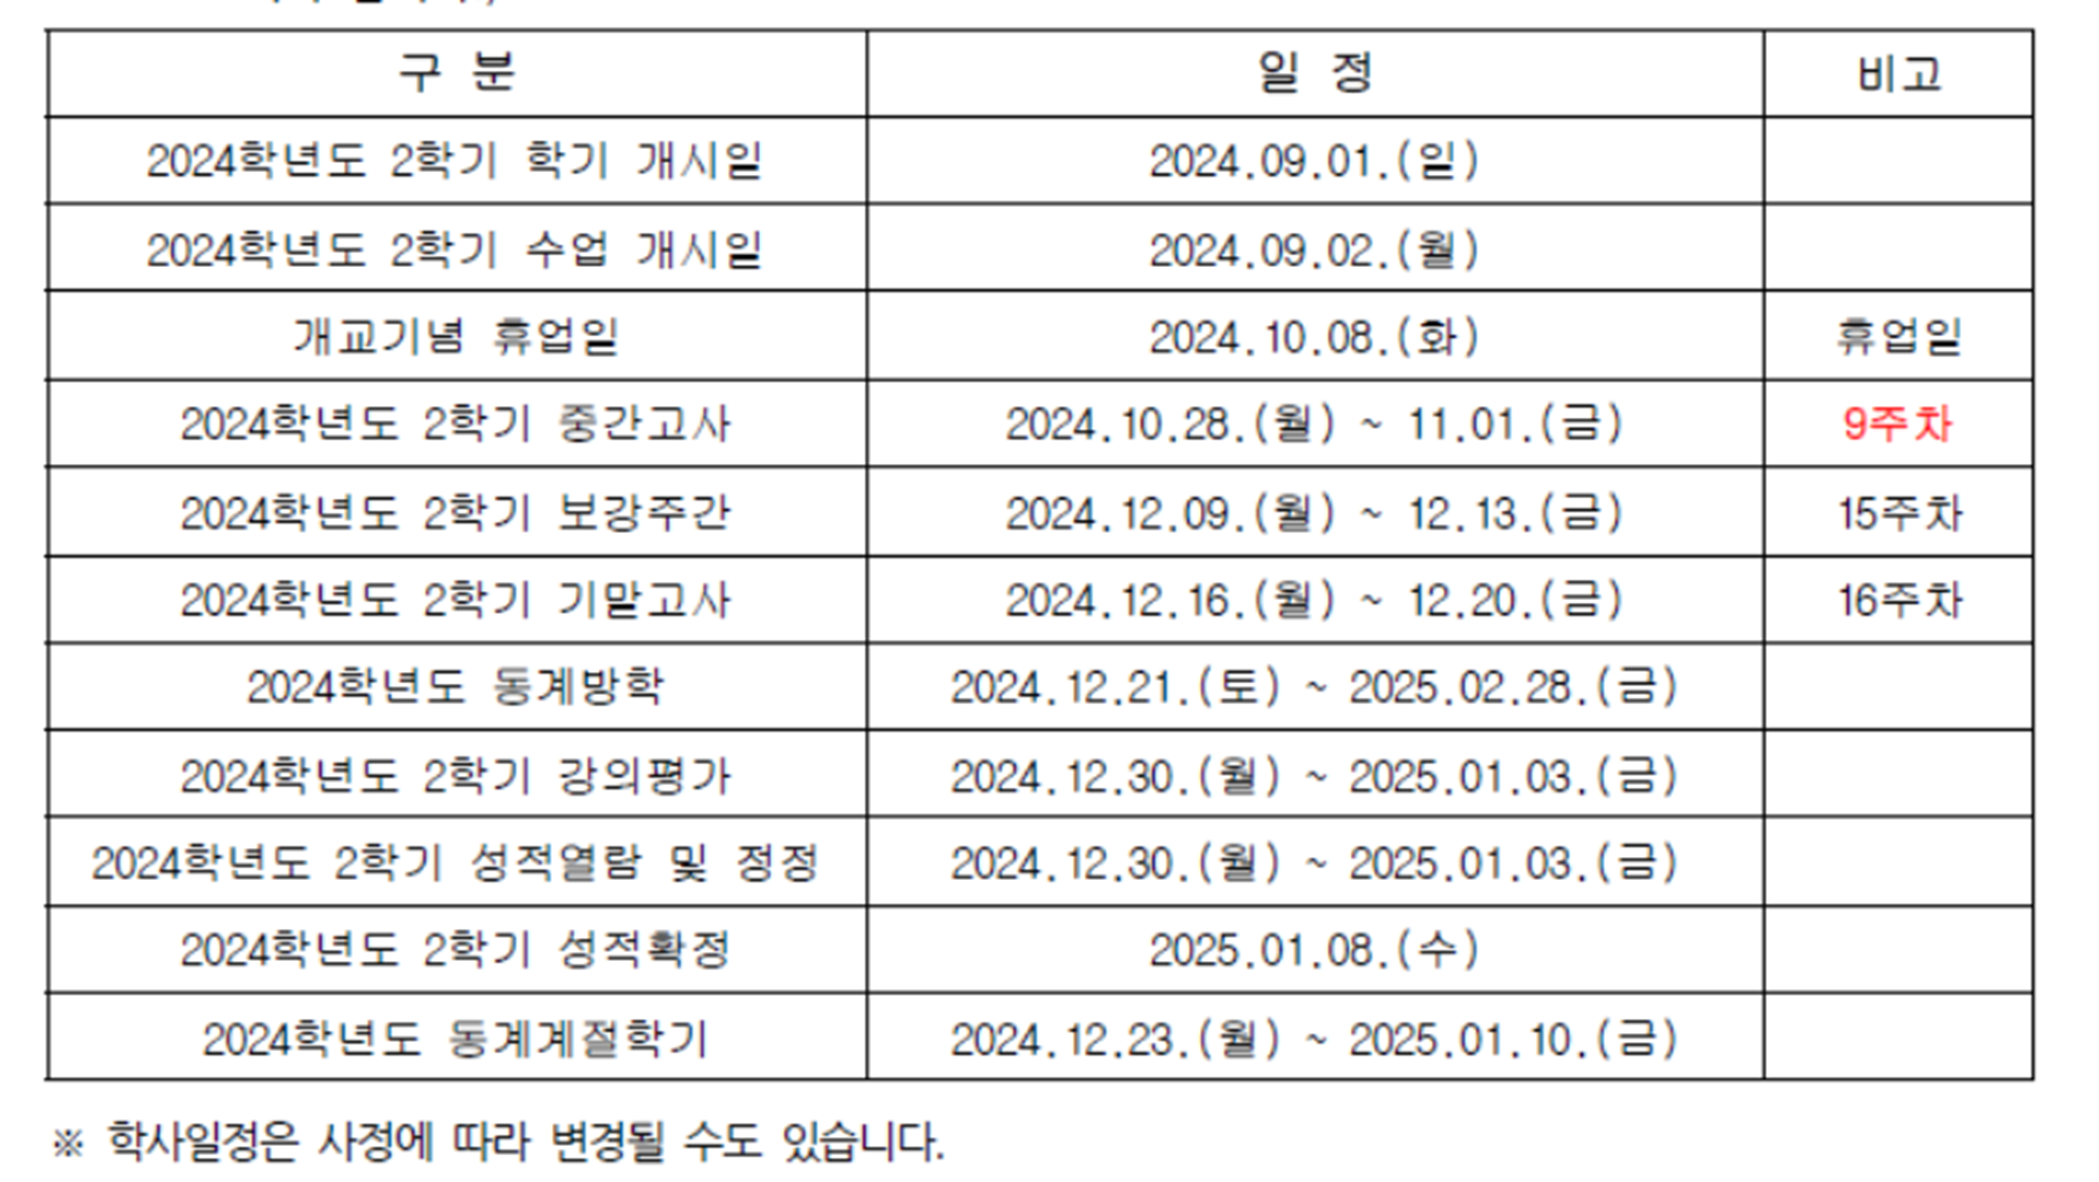 구 분 일 정 비고
2024학년도 2학기 학기 개시일 2024.09.01.(일)
2024학년도 2학기 수업 개시일 2024.09.02.(월)
개교기념 휴업일 2024.10.08.(화) 휴업일
2024학년도 2학기 중간고사 2024.10.28.(월) ~ 11.01.(금) 9주차
2024학년도 2학기 보강주간 2024.12.09.(월) ~ 12.13.(금) 15주차
2024학년도 2학기 기말고사 2024.12.16.(월) ~ 12.20.(금) 16주차
2024학년도 동계방학 2024.12.21.(토) ~ 2025.02.28.(금)
2024학년도 2학기 강의평가 2024.12.30.(월) ~ 2025.01.03.(금)
2024학년도 2학기 성적열람 및 정정 2024.12.30.(월) ~ 2025.01.03.(금)
2024학년도 2학기 성적확정 2025.01.08.(수)
2024학년도 동계계절학기 2024.12.23.(월) ~ 2025.01.10.(금)
※ 학사일정은 사정에 따라 변경될 수도 있습니다.